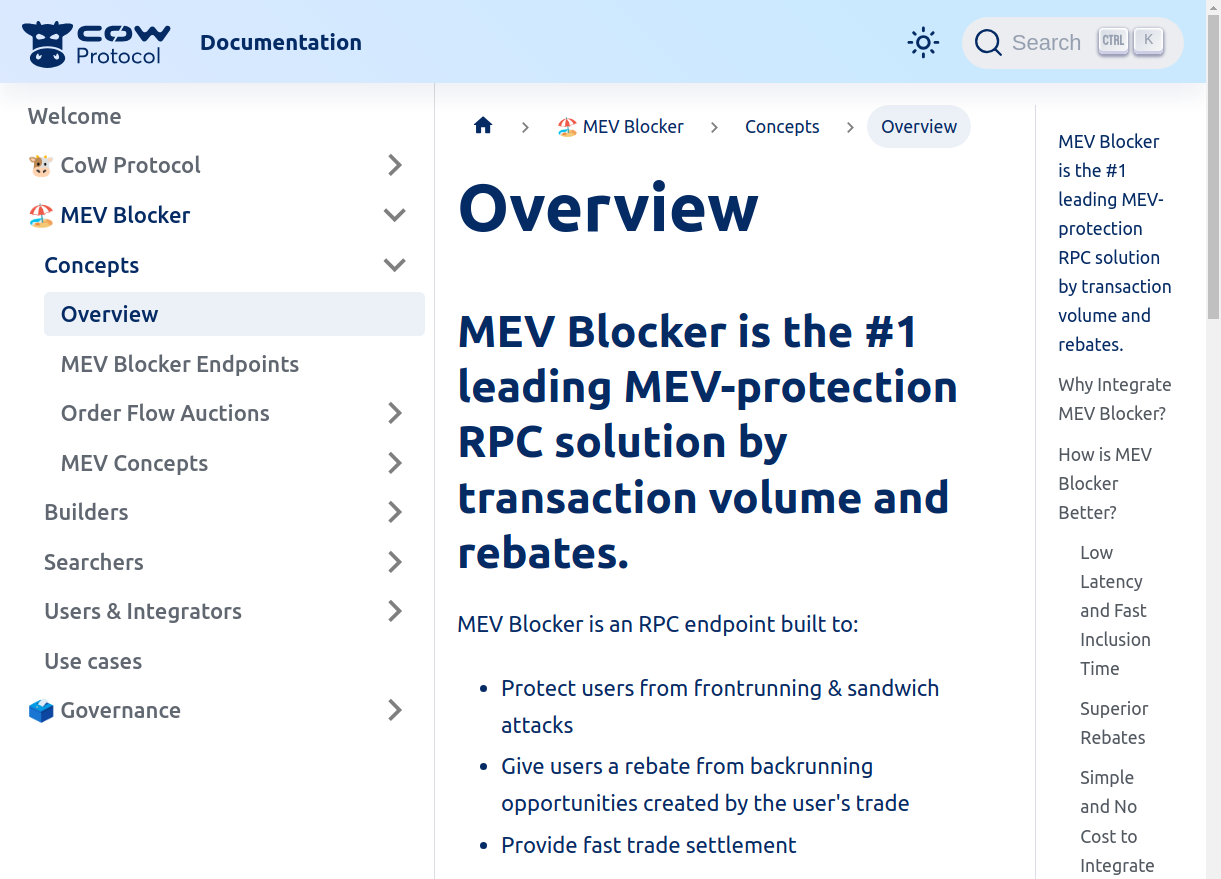 COW
Protocol
Documentation
Search
CTRL
K
Welcome
CoW Protocol
MEV Blocker
Concepts
Overview
MEV Blocker Endpoints
Order Flow Auctions
MEV Concepts
Builders
Searchers
Users & Integrators
Use cases
Governance
MEV Blocker
Concepts
Overview
Overview
MEV Blocker is the #1
leading MEV-protection
RPC solution by
transaction volume and
rebates.
MEV Blocker is an RPC endpoint built to:
Protect users from frontrunning & sandwich
attacks
Give users a rebate from backrunning
opportunities created by the user's trade
Provide fast trade settlement
MEV Blocker
is the #1
leading MEV-
protection
RPC solution
by transaction
volume and
rebates.
Why Integrate
MEV Blocker?
How is MEV
Blocker
Better?
Low
Latency
and Fast
Inclusion
Time
Superior
Rebates
Simple
and No
Cost to
Integrate